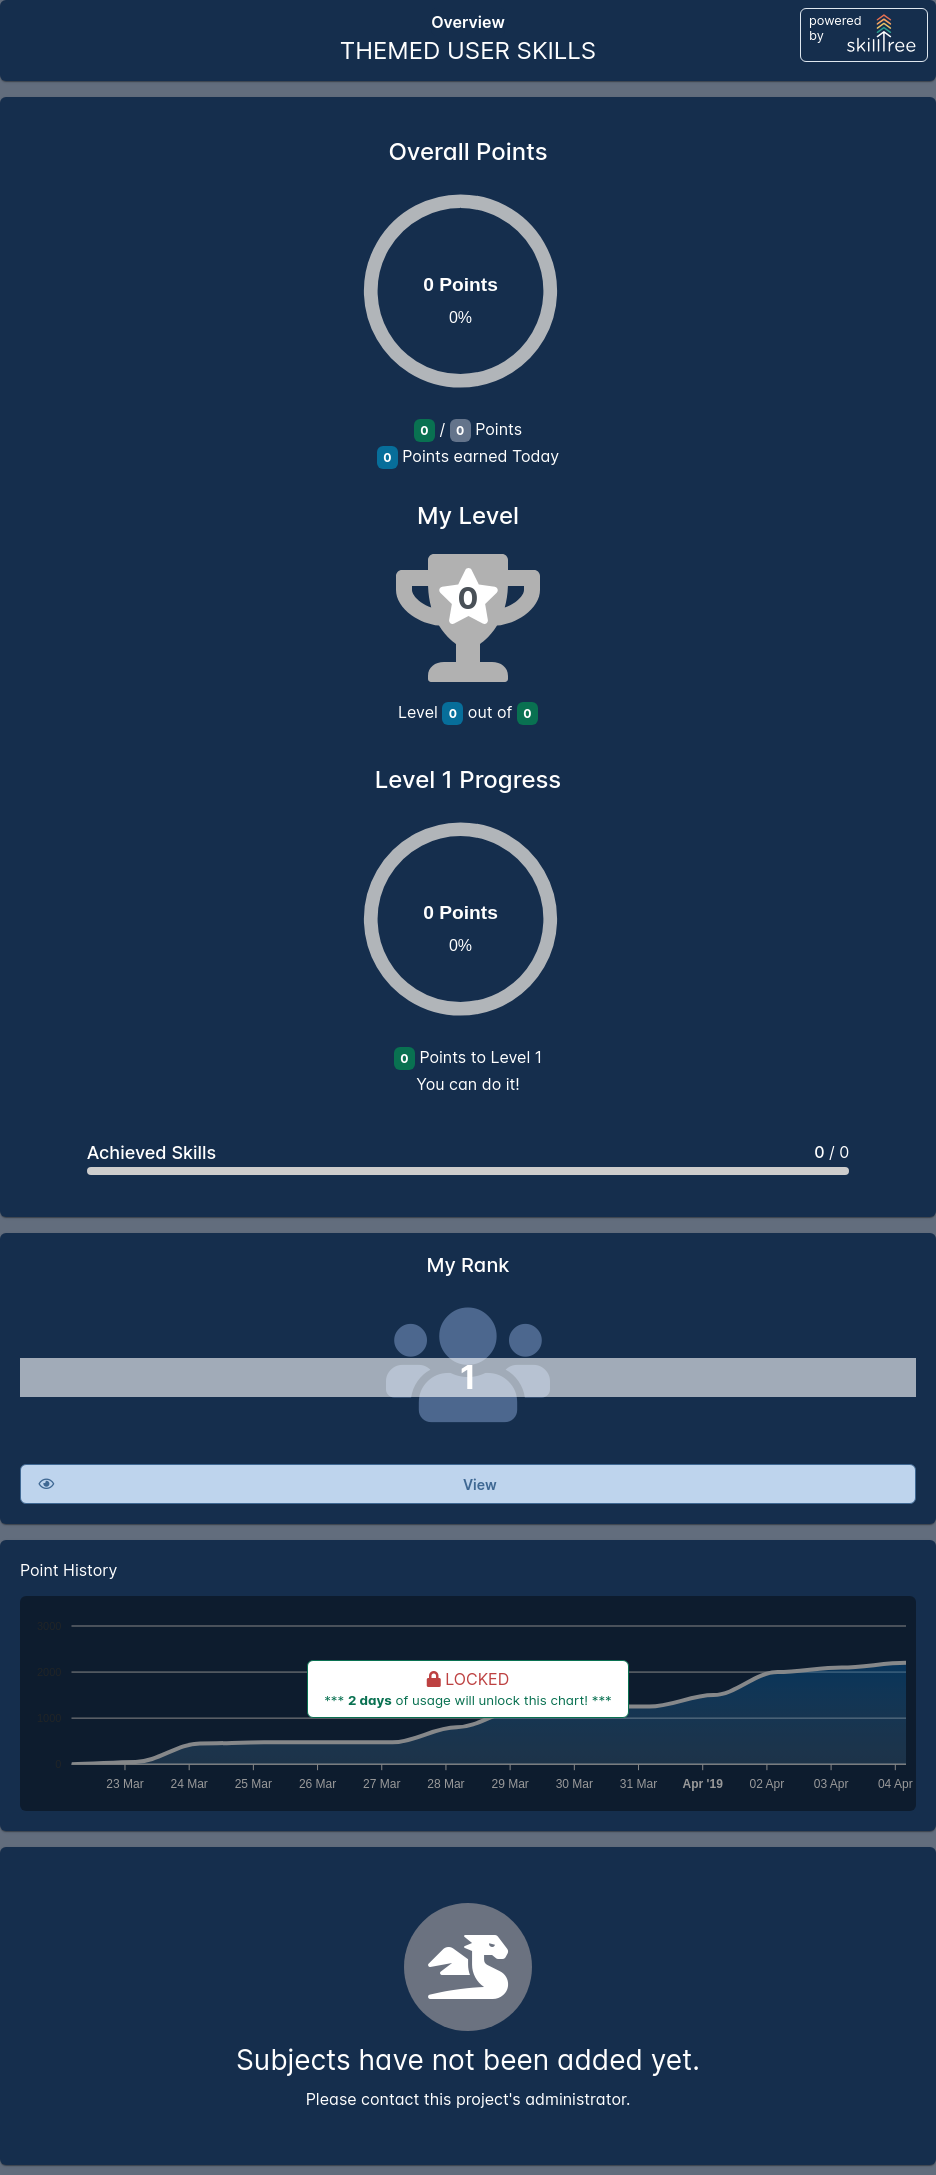 Overview
THEMED USER SKILLS
powered
by
skilltree
Overall Points
0 Points
0%
0 / 0 Points
0 Points earned Today
My Level
0
Level 0 out of 0
Level 1 Progress
0 Points
0%
0 Points to Level 1
You can do it!
Achieved Skills 0 / 0
My Rank
1
View
Point History
LOCKED
*** 2 days of usage will unlock this chart! ***
1000
0
23 Mar 24 Mar 25 Mar 26 Mar 27 Mar 28 Mar 29 Mar 30 Mar 31 Mar Apr '19 02 Apr 03 Apr 04 Apr
Subjects have not been added yet.
Please contact this project's administrator.